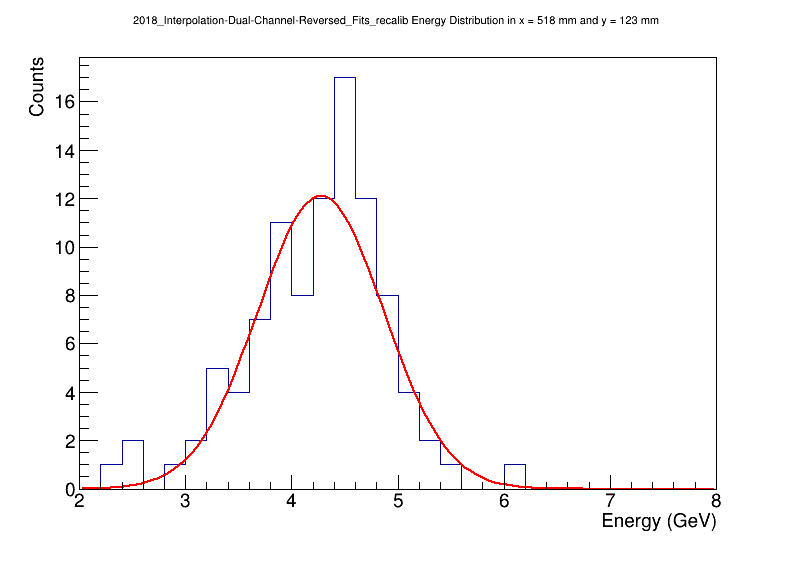 2018_Interpolation-Dual-Channel-Reversed_Fits_recalib Energy Distribution in x = 518 mm and y = 123 mm
Counts
16
14
12
10
8
6
4
2
0
2 3 4 5 6 7 8
Energy (GeV)